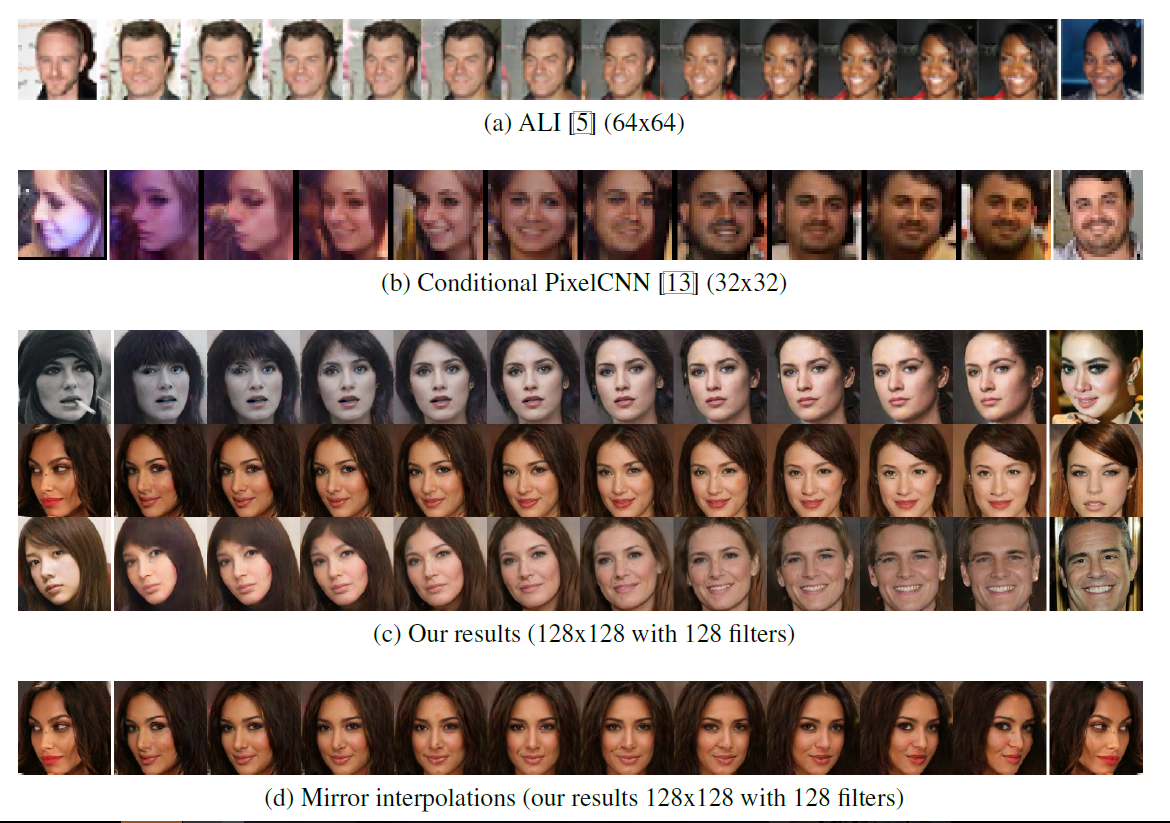 (a) ALI [5] (64x64)
(b) Conditional PixelCNN [13] (32x32)
(c) Our results (128x128 with 128 filters)
(d) Mirror interpolations (our results 128x128 with 128 filters)